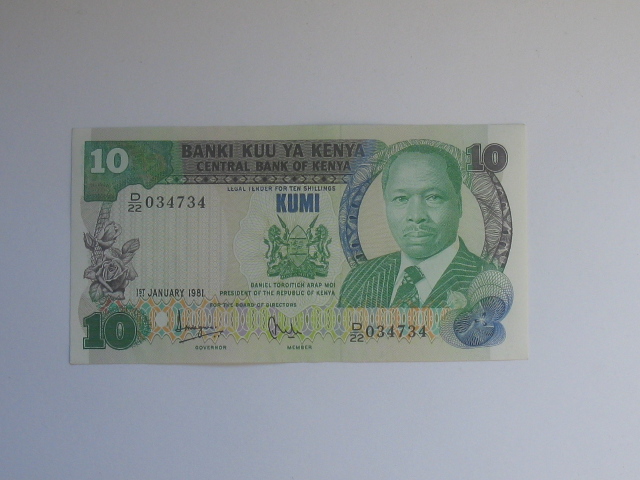 10
BANKI KUU YA KENYA
CENTRAL BANK OF KENYA
10
LEGAL TENDER FOR TEN SHILLINGS
D/22 034734
KUMI
DANIEL TOROITICH ARAP MOI
PRESIDENT OF THE REPUBLIC OF KENYA
1ST JANUARY 1981
FOR THE BOARD OF DIRECTORS
10
D/22 034734
GOVERNOR
MEMBER